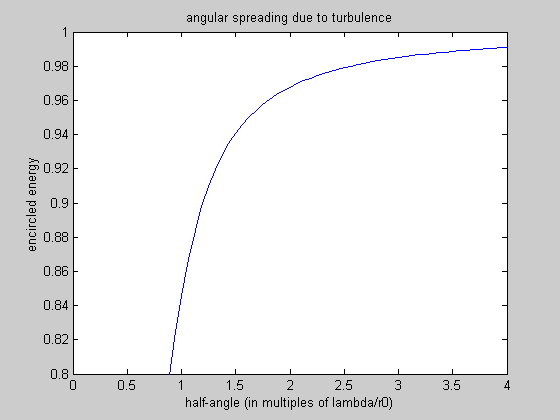 angular spreading due to turbulence
1
0.98
0.96
0.94
0.92
0.9
0.88
0.86
0.84
0.82
0.8
encircled energy
0 0.5 1 1.5 2 2.5 3 3.5 4
half-angle (in multiples of lambda/r0)